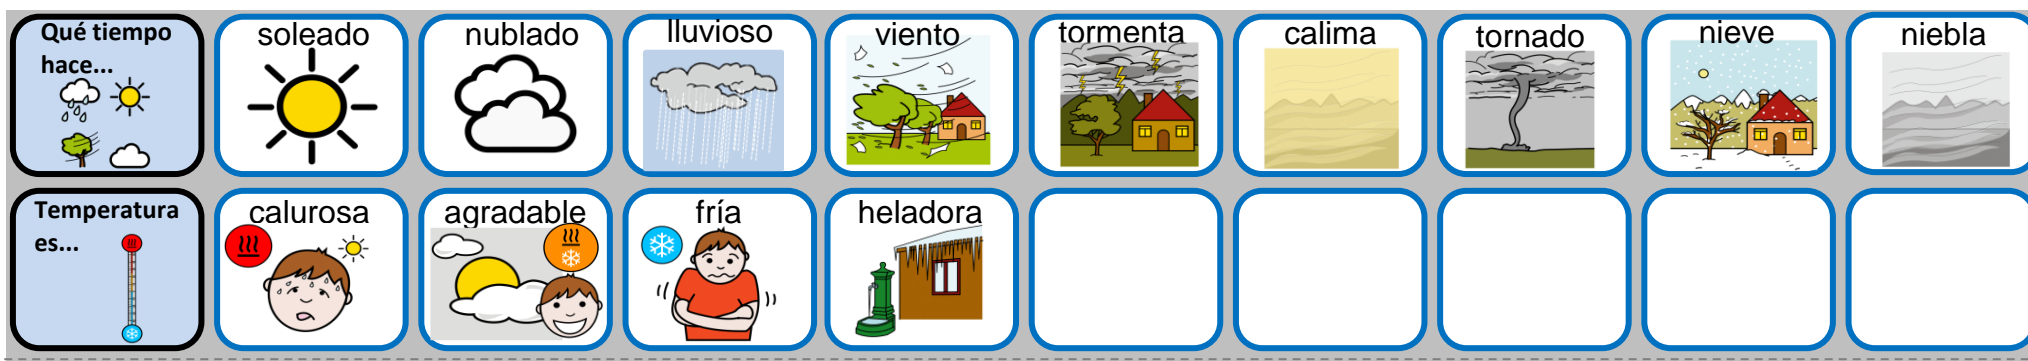 Qué tiempo
hace...
soleado
nublado
lluvioso
viento
tormenta
calima
tornado
nieve
niebla
Temperatura
es...
calurosa
agradable
fría
heladora